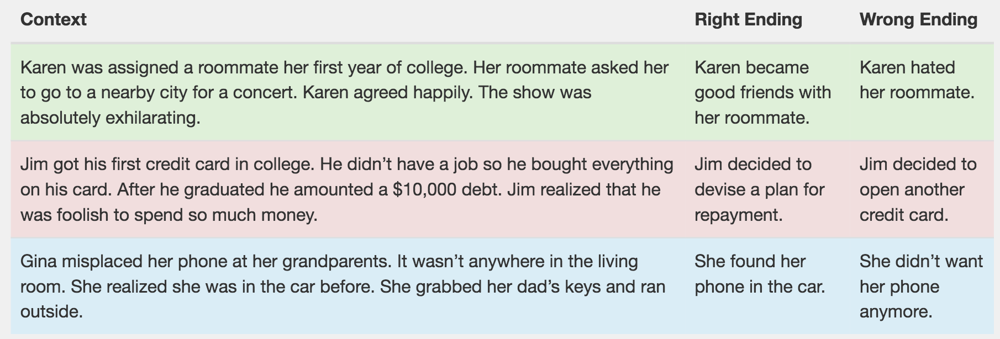 Context Right Ending Wrong Ending
Karen was assigned a roommate her first year of college. Her roommate asked her
to go to a nearby city for a concert. Karen agreed happily. The show was
absolutely exhilarating.
Karen became
good friends with
her roommate.
Karen hated
her roommate.
Jim got his first credit card in college. He didn’t have a job so he bought everything
on his card. After he graduated he amounted a $10,000 debt. Jim realized that he
was foolish to spend so much money.
Jim decided to
devise a plan for
repayment.
Jim decided to
open another
credit card.
Gina misplaced her phone at her grandparents. It wasn’t anywhere in the living
room. She realized she was in the car before. She grabbed her dad’s keys and ran
outside.
She found her
phone in the car.
She didn’t want
her phone
anymore.